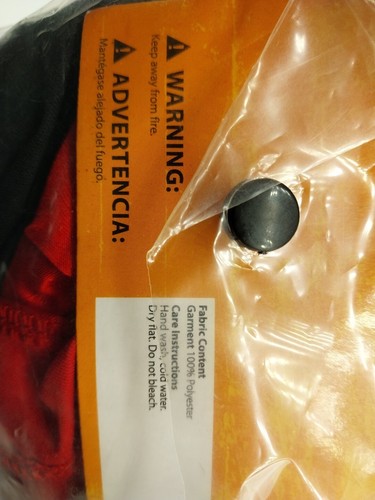 WARNING:
Keep away from fire.
ADVERTENCIA:
Mantégase alejado del fuego.
Fabric Content
Garment 100% Polyester
Care Instructions
Hand wash, cold water.
Dry flat. Do not bleach.